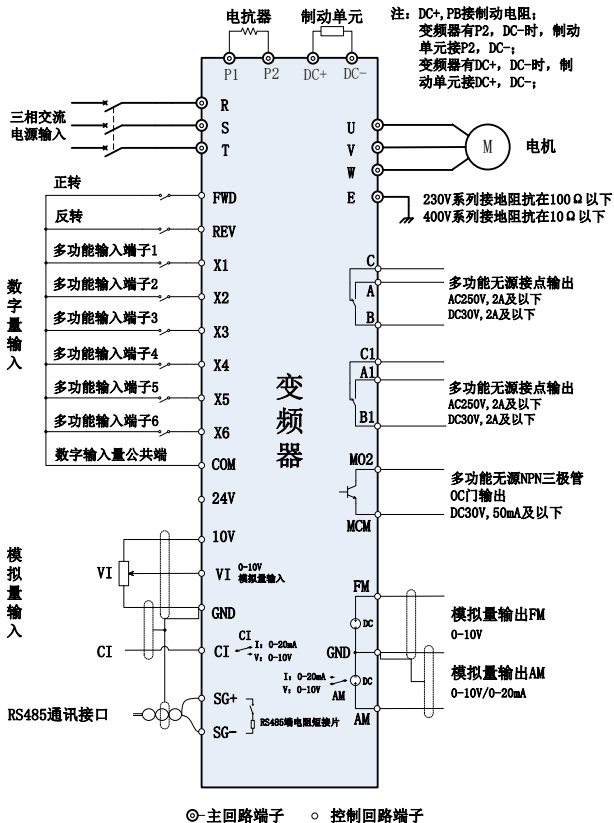 电抗器
制动单元
注：DC+,PB接制动电阻；
变频器有P2，DC-时，制动
单元接P2，DC-；
变频器有DC+，DC-时，制
动单元接DC+，DC-；
P1
P2
DC+
DC-
三相交流
电源输入
R
S
T
U
V
W
E
M
电机
230V系列接地阻抗在100Ω以下
400V系列接地阻抗在10Ω以下
数字量输入
正转
FWD
反转
REV
多功能输入端子1
X1
多功能输入端子2
X2
多功能输入端子3
X3
多功能输入端子4
X4
多功能输入端子5
X5
多功能输入端子6
X6
数字输入量公共端
COM
24V
变频器
C
A
B
多功能无源接点输出
AC250V,2A及以下
DC30V,2A及以下
C1
A1
B1
多功能无源接点输出
AC250V,2A及以下
DC30V,2A及以下
MO2
MCM
多功能无源NPN三极管
OC门输出
DC30V,50mA及以下
模拟量输入
10V
VI
VI
0-10V
模拟量输入
GND
CI
CI
CI
I：0-20mA
V：0-10V
FM
DC
GND
模拟量输出FM
0-10V
I：0-20mA
V：0-10V
AM
DC
AM
模拟量输出AM
0-10V/0-20mA
RS485通讯接口
SG+
SG-
RS485端电阻短接片
主回路端子
控制回路端子